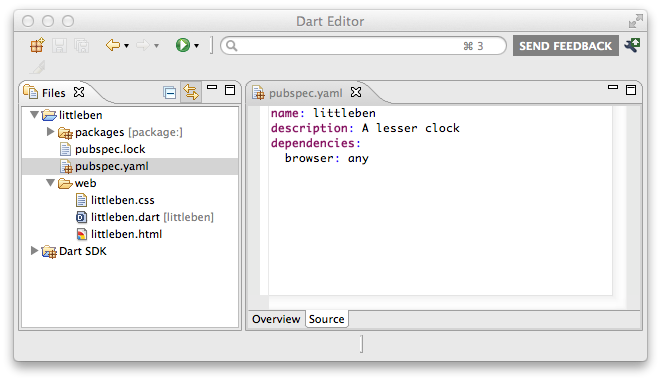 Dart Editor
⌘ 3
SEND FEEDBACK
Files
littleben
packages [package:]
pubspec.lock
pubspec.yaml
web
littleben.css
littleben.dart [littleben]
littleben.html
Dart SDK
pubspec.yaml
name: littleben
description: A lesser clock
dependencies:
  browser: any
Overview
Source